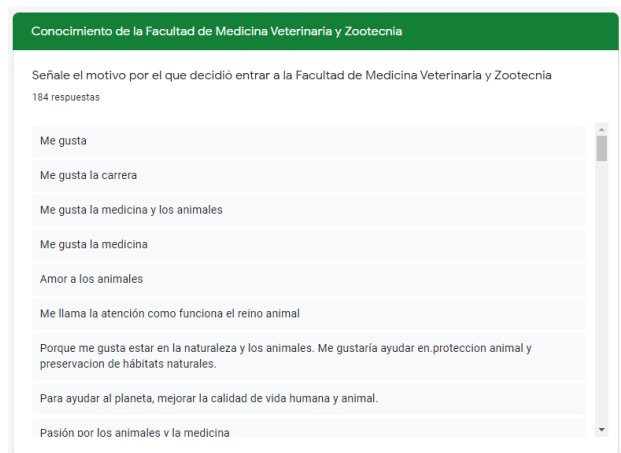 Conocimiento de la Facultad de Medicina Veterinaria y Zootecnia
Señale el motivo por el que decidió entrar a la Facultad de Medicina Veterinaria y Zootecnia
184 respuestas
Me gusta
Me gusta la carrera
Me gusta la medicina y los animales
Me gusta la medicina
Amor a los animales
Me llama la atención como funciona el reino animal
Porque me gusta estar en la naturaleza y los animales. Me gustaría ayudar en.proteccion animal y
preservacion de hábitats naturales.
Para ayudar al planeta, mejorar la calidad de vida humana y animal.
Pasión por los animales y la medicina